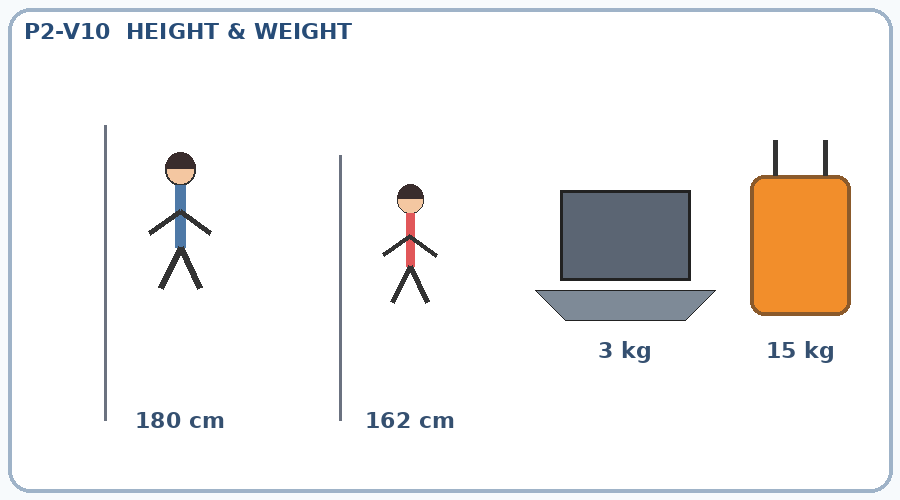 P2-V10  HEIGHT & WEIGHT
3 kg
15 kg
180 cm
162 cm